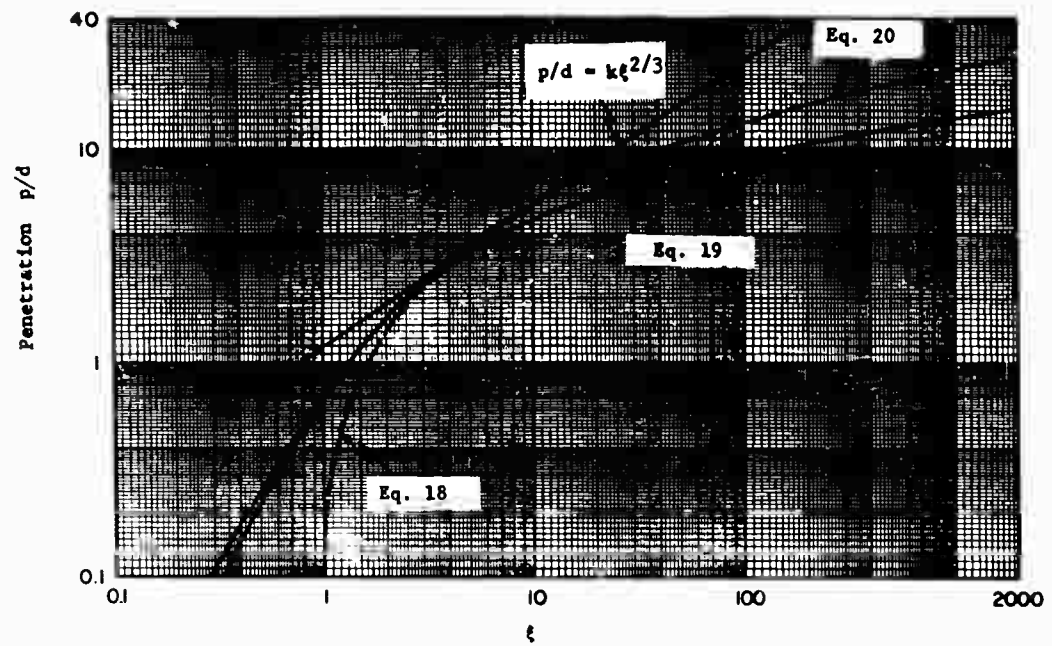 40
Eq. 20
p/d = kξ^2/3
10
Penetration p/d
Eq. 19
1
Eq. 18
0.1
0.1
1
10
100
2000
ξ